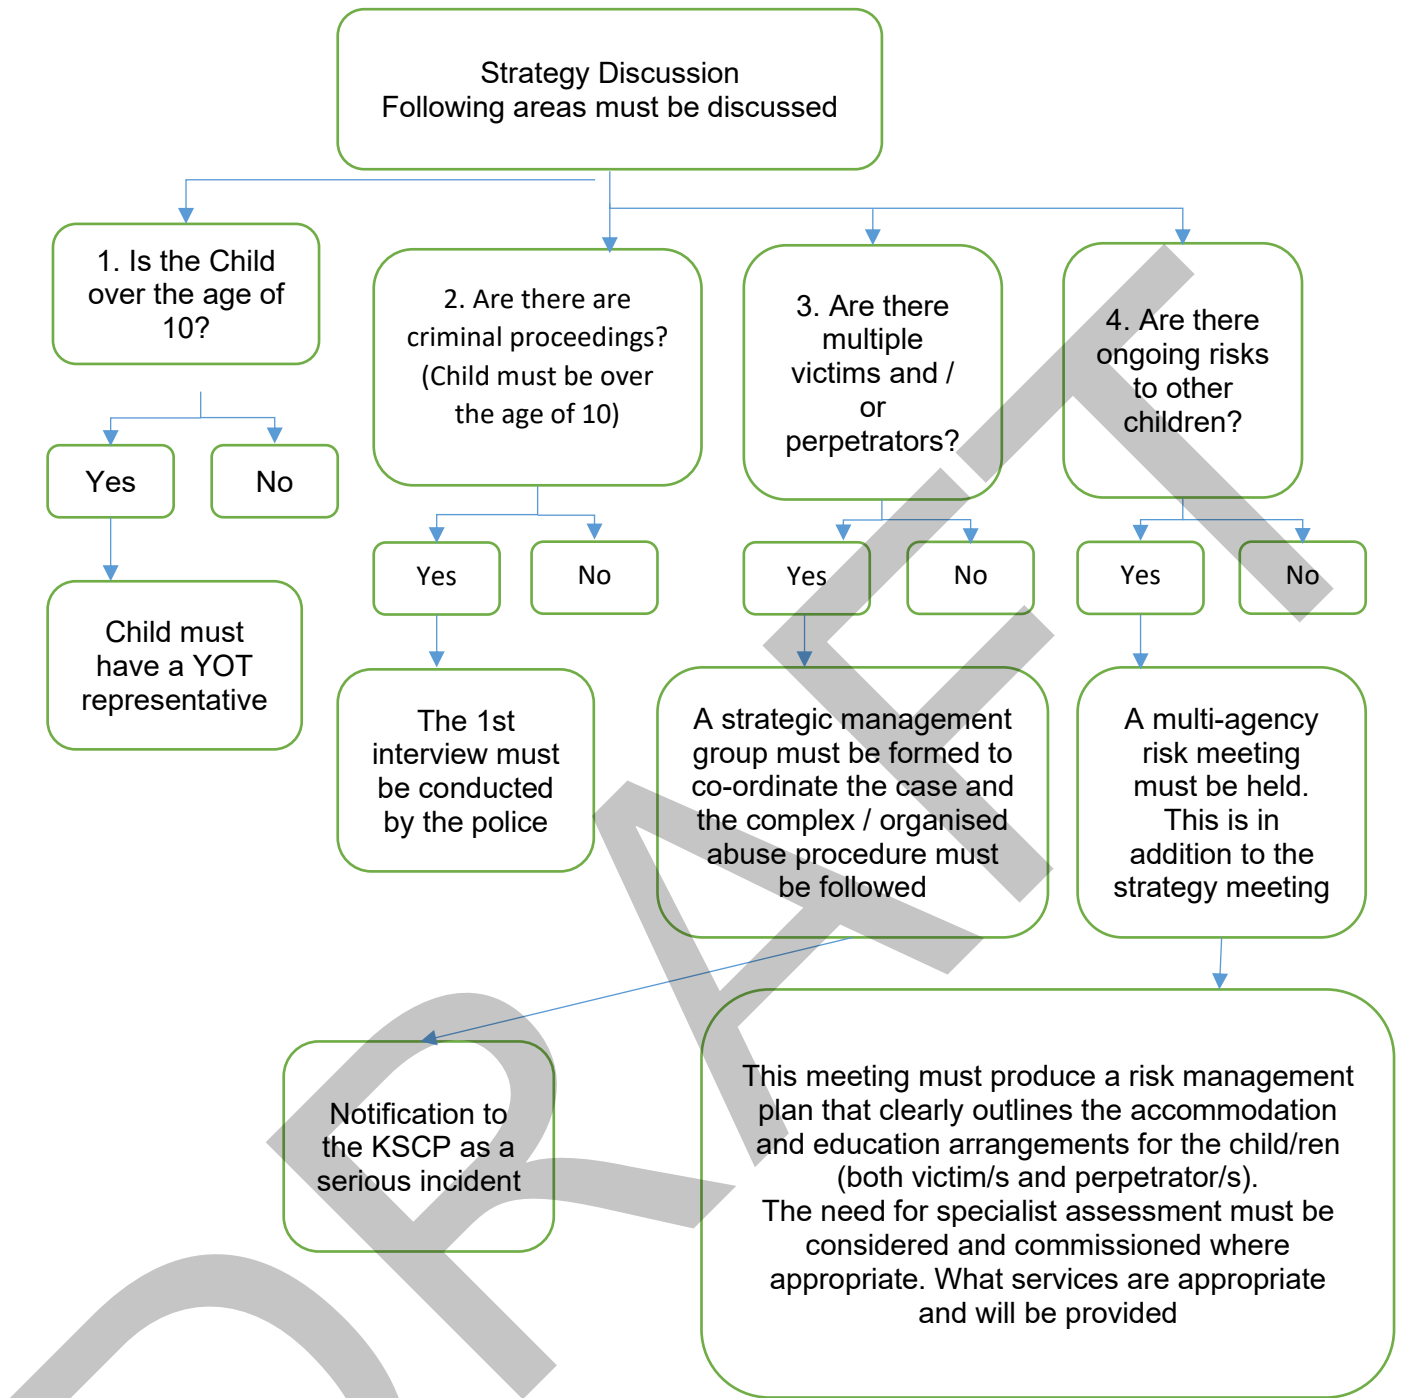 Strategy Discussion
Following areas must be discussed
1. Is the Child
over the age of
10?
2. Are there are
criminal proceedings?
(Child must be over
the age of 10)
3. Are there
multiple
victims and /
or
perpetrators?
4. Are there
ongoing risks
to other
children?
Yes
No
Yes
No
Yes
No
Yes
No
Child must
have a YOT
representative
The 1st
interview must
be conducted
by the police
A strategic management
group must be formed to
co-ordinate the case and
the complex / organised
abuse procedure must
be followed
A multi-agency
risk meeting
must be held.
This is in
addition to the
strategy meeting
Notification to
the KSCP as a
serious incident
This meeting must produce a risk management
plan that clearly outlines the accommodation
and education arrangements for the child/ren
(both victim/s and perpetrator/s).
The need for specialist assessment must be
considered and commissioned where
appropriate. What services are appropriate
and will be provided
DRAFT